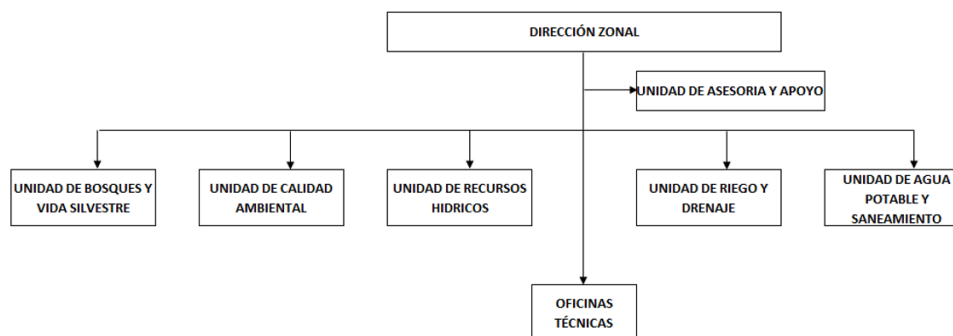 DIRECCIÓN ZONAL
UNIDAD DE ASESORIA Y APOYO
UNIDAD DE BOSQUES Y
VIDA SILVESTRE
UNIDAD DE CALIDAD
AMBIENTAL
UNIDAD DE RECURSOS
HIDRICOS
UNIDAD DE RIEGO Y
DRENAJE
UNIDAD DE AGUA
POTABLE Y
SANEAMIENTO
OFICINAS
TÉCNICAS